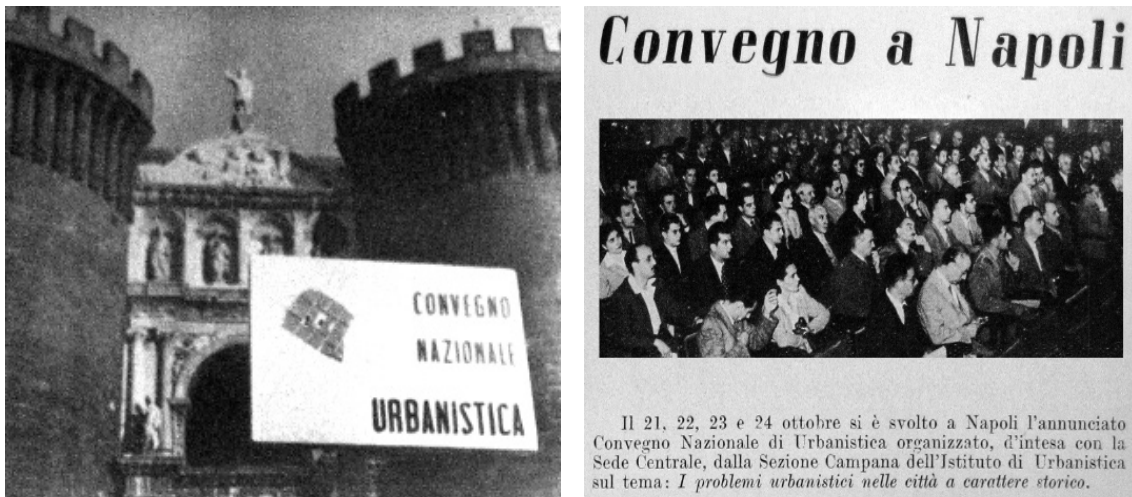 CONVEGNO
NAZIONALE
URBANISTICA
Convegno a Napoli
Il 21, 22, 23 e 24 ottobre si è svolto a Napoli l'annunciato
Convegno Nazionale di Urbanistica organizzato, d'intesa con la
Sede Centrale, dalla Sezione Campana dell'Istituto di Urbanistica
sul tema: I problemi urbanistici nelle città a carattere storico.